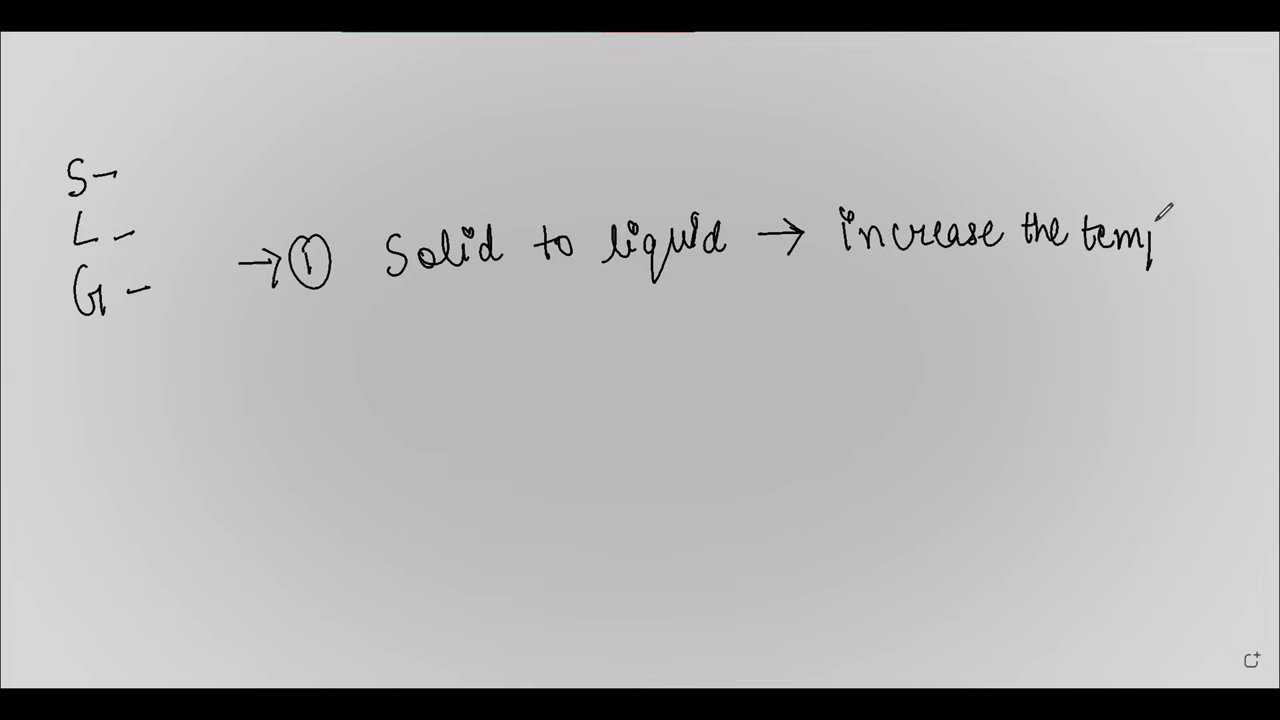 S-
L-
G-
→① Solid to liquid → increase the temp